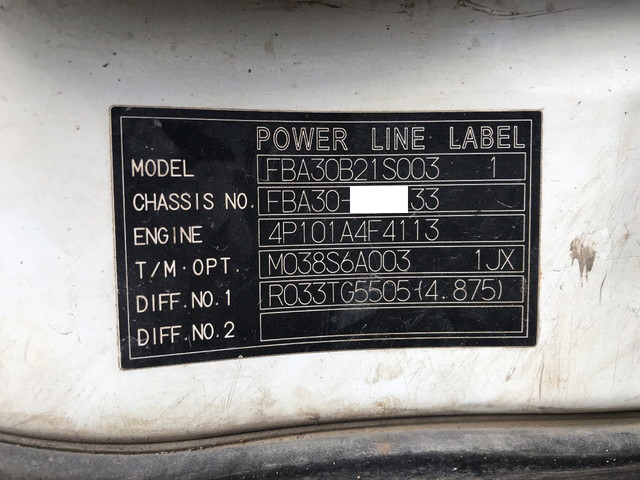 POWER LINE LABEL
MODEL FBA30B21S003 1
CHASSIS NO. FBA30- 33
ENGINE 4P101A4F4113
T/M·OPT. M038S6A003 1JX
DIFF.NO.1 R033TG5505-(4.875)
DIFF.NO.2